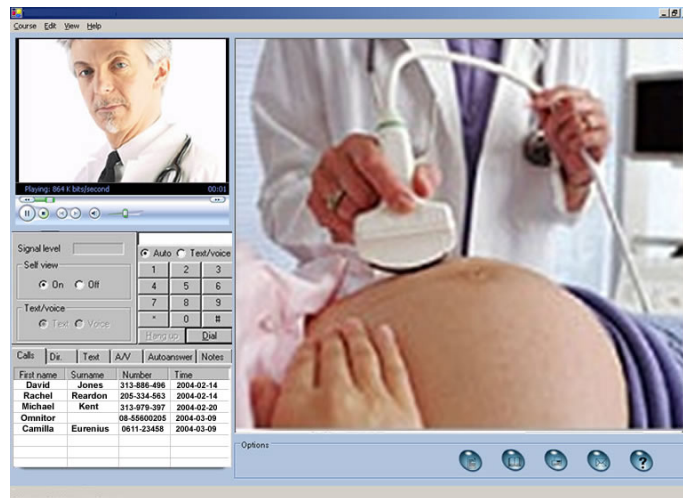 Course Edit View Help
Playing: 864 K bits/second 00:01
Signal level
Auto Text/voice
Self view
On Off
1 2 3
4 5 6
7 8 9
* 0 #
Text/voice
Text Voice
Hang up Dial
Calls Dir. Text A/V Autoanswer Notes
First name Surname Number Time
David Jones 313-886-496 2004-02-14
Rachel Reardon 205-334-563 2004-02-14
Michael Kent 313-979-397 2004-02-20
Omnitor 08-55600205 2004-03-09
Camilla Eurenius 0611-23458 2004-03-09
Options
?